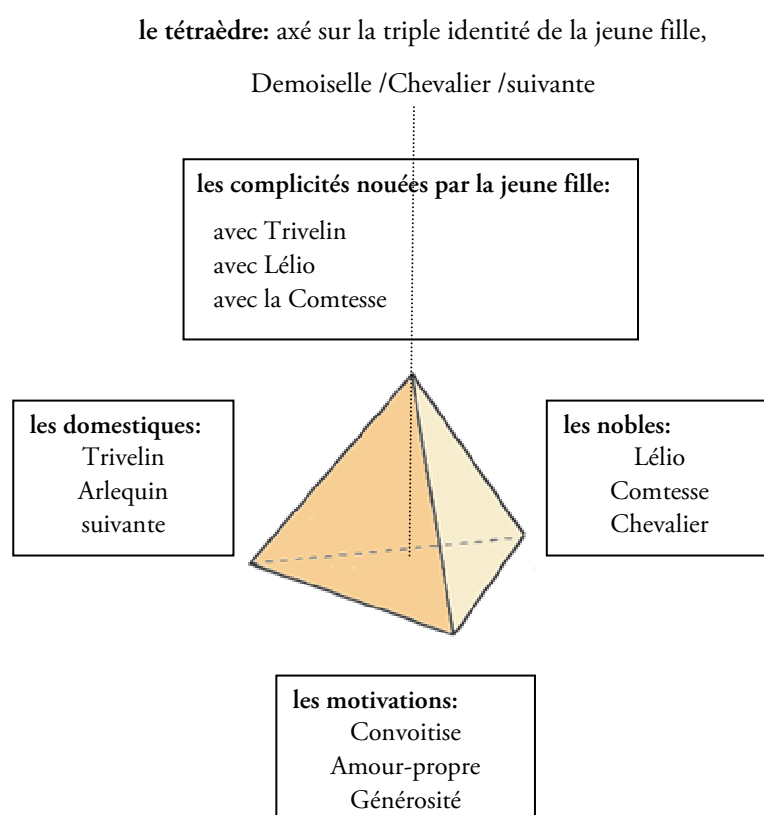 le tétraèdre: axé sur la triple identité de la jeune fille,
Demoiselle /Chevalier /suivante
les complicités nouées par la jeune fille:
avec Trivelin
avec Lélio
avec la Comtesse
les domestiques:
Trivelin
Arlequin
suivante
les nobles:
Lélio
Comtesse
Chevalier
les motivations:
Convoitise
Amour-propre
Générosité